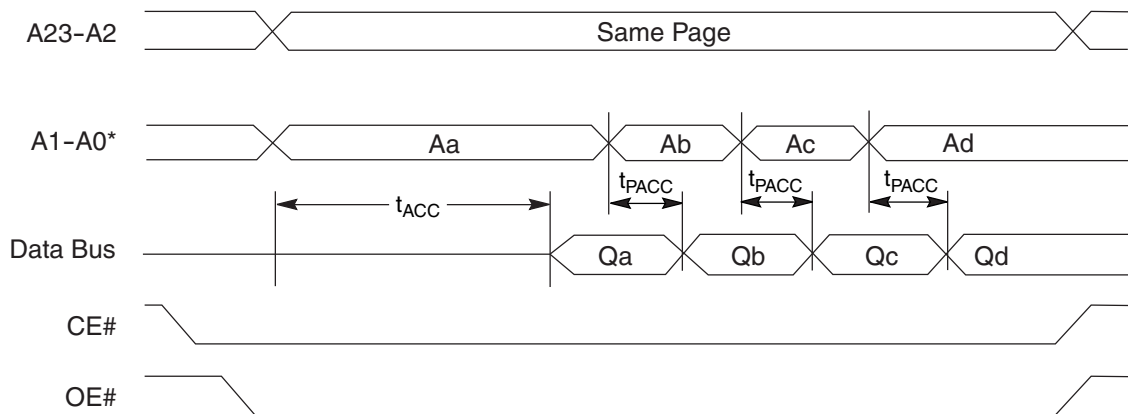 A23–A2
Same Page
A1–A0*
Aa
Ab
Ac
Ad
tACC
tPACC
tPACC
tPACC
Data Bus
Qa
Qb
Qc
Qd
CE#
OE#